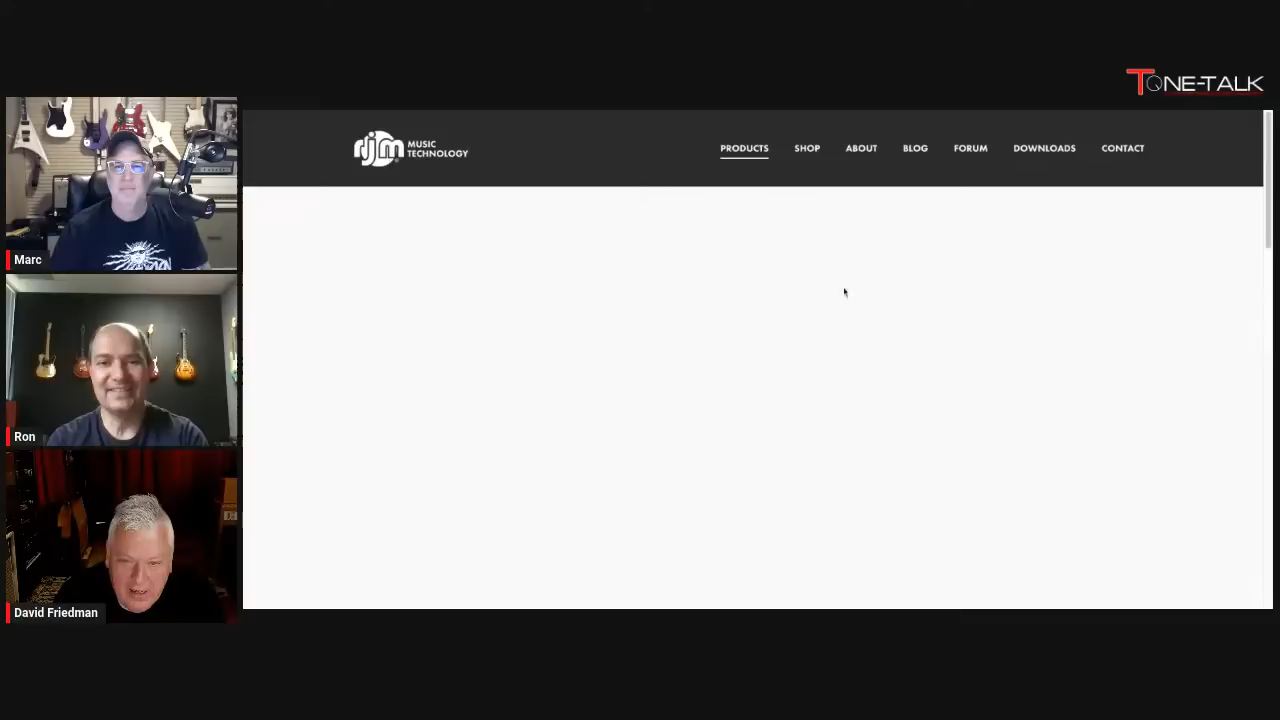 TONE-TALK
rjm MUSIC
TECHNOLOGY
PRODUCTS SHOP ABOUT BLOG FORUM DOWNLOADS CONTACT
Marc
Ron
David Friedman